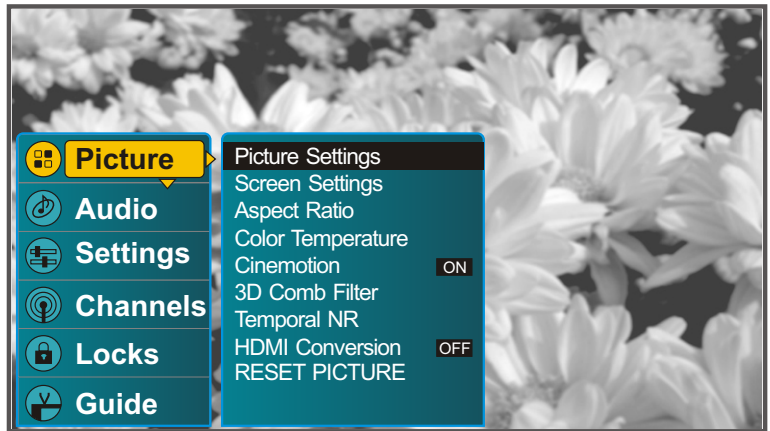 Picture
Audio
Settings
Channels
Locks
Guide
Picture Settings
Screen Settings
Aspect Ratio
Color Temperature
Cinemotion ON
3D Comb Filter
Temporal NR
HDMI Conversion OFF
RESET PICTURE